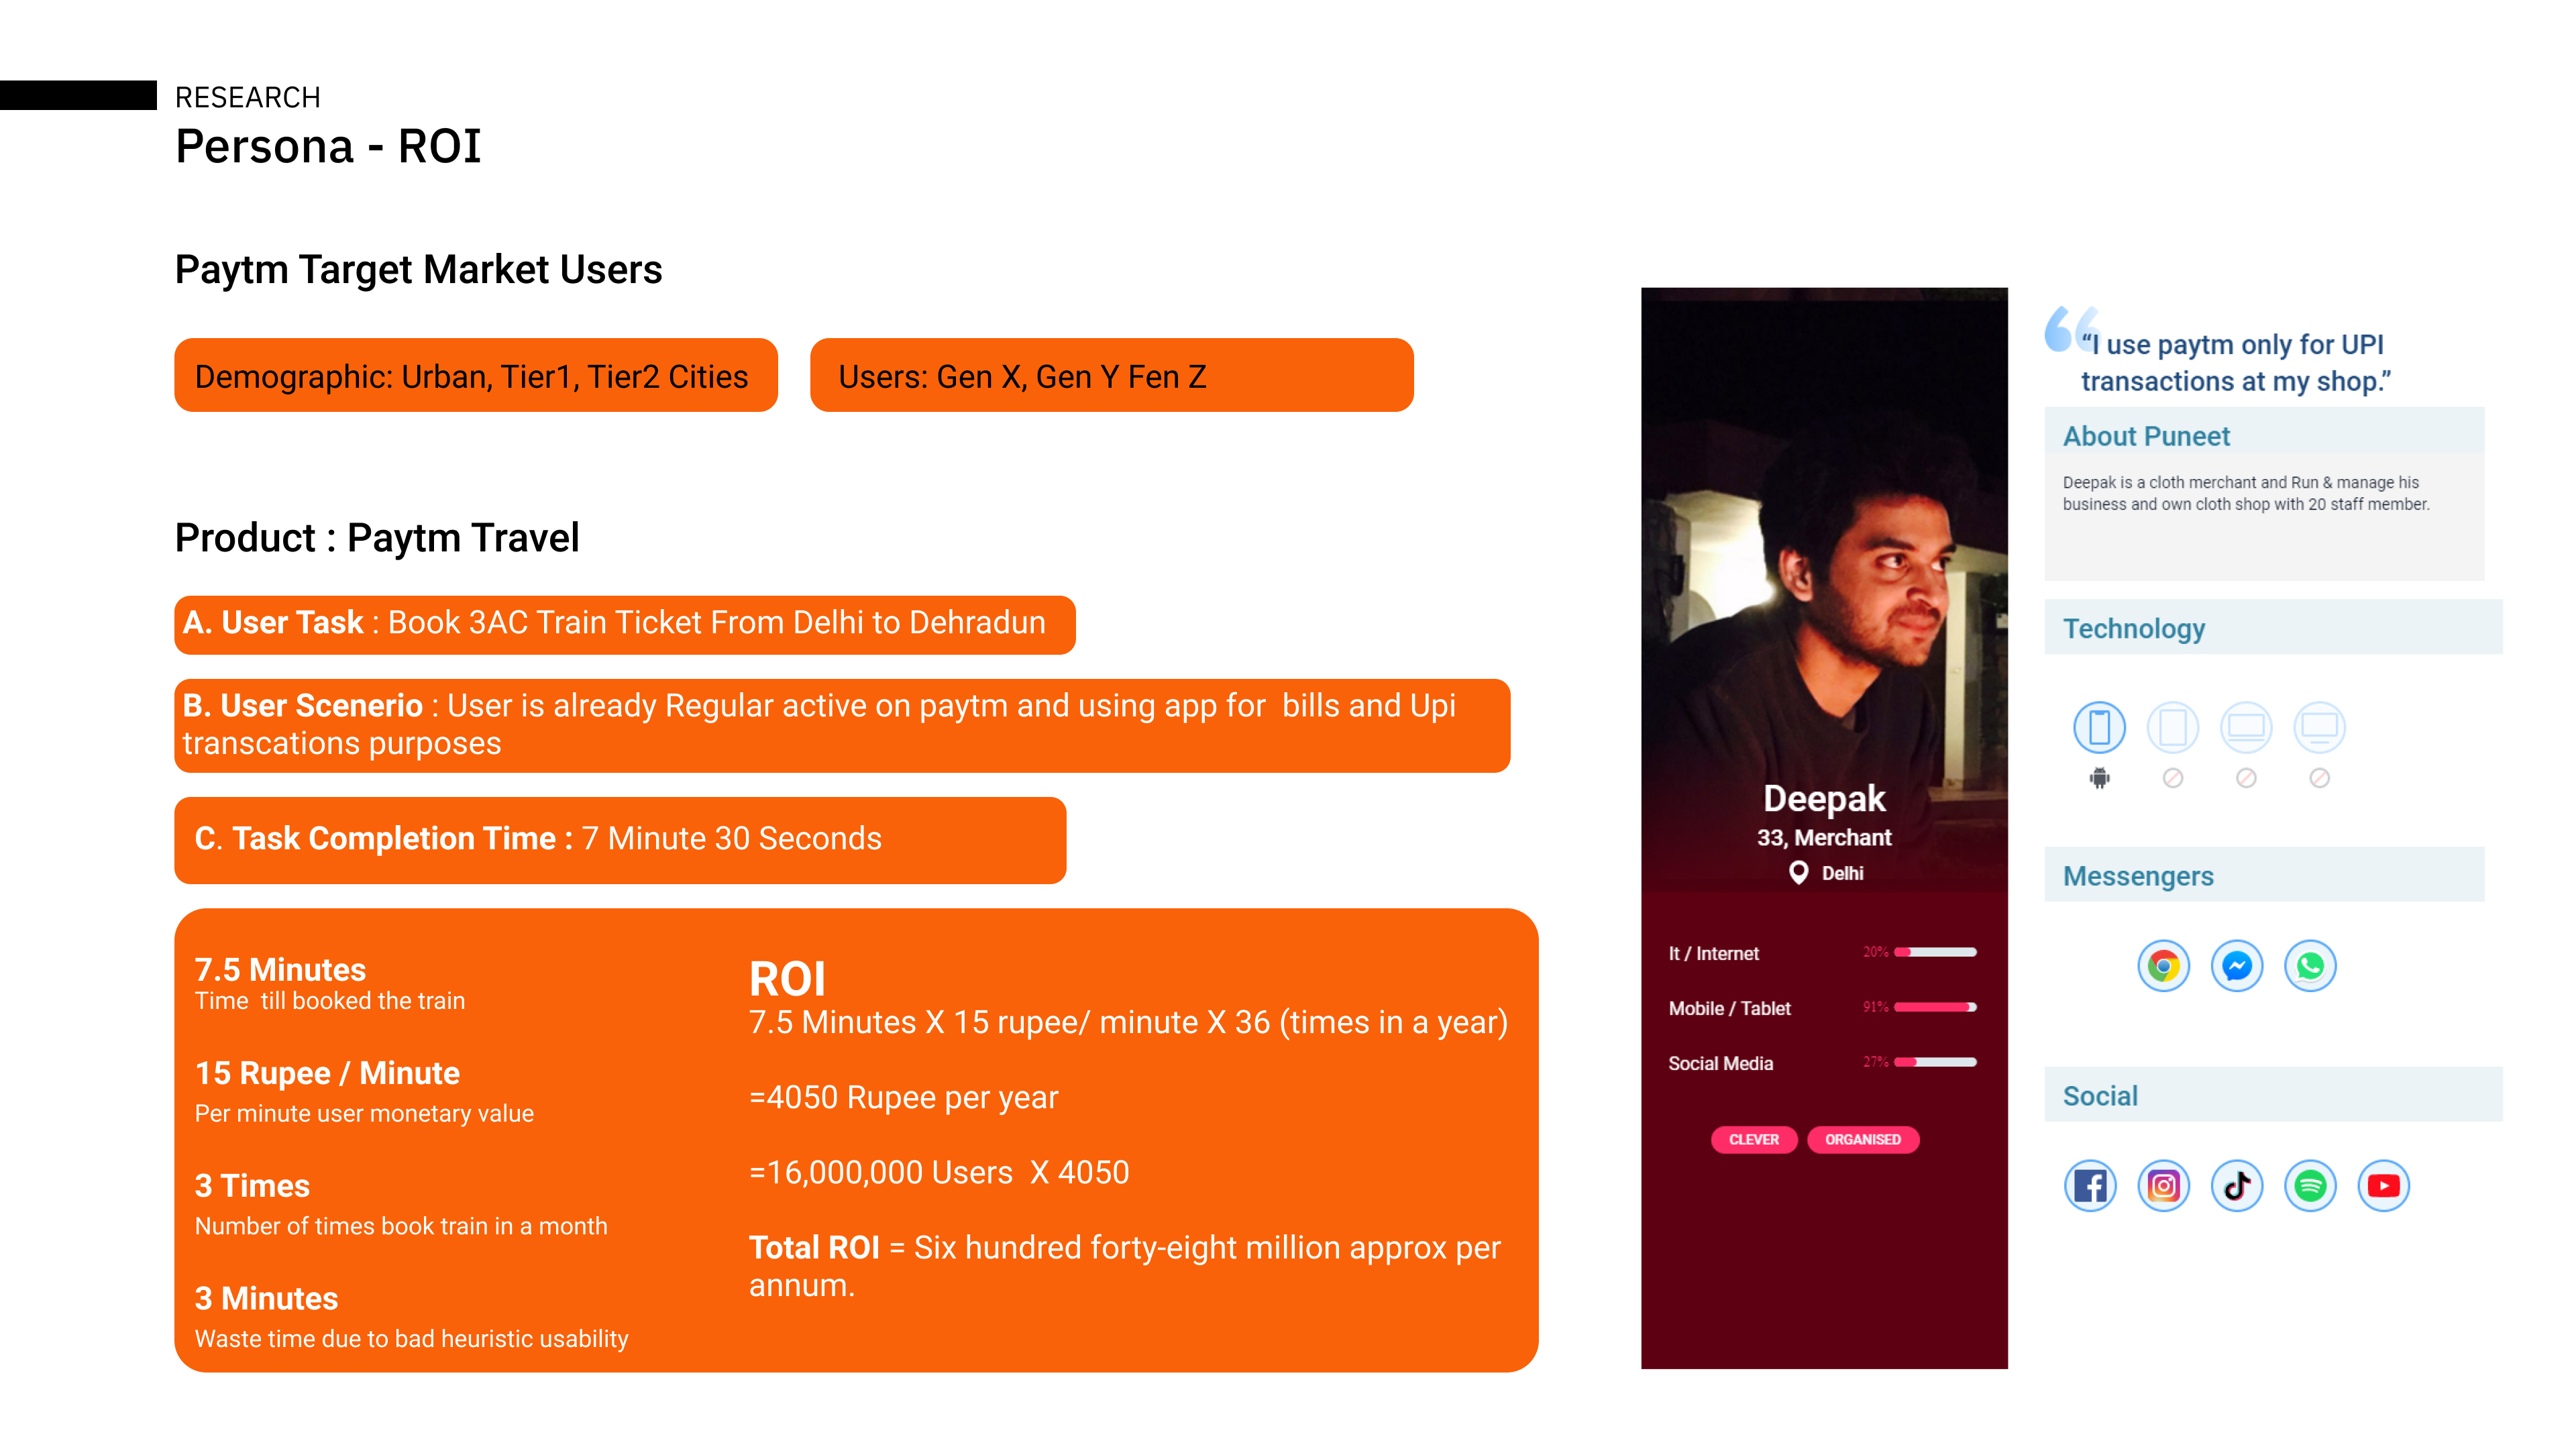 RESEARCH
Persona - ROI
Paytm Target Market Users
Demographic: Urban, Tier1, Tier2 Cities
Users: Gen X, Gen Y Fen Z
Product : Paytm Travel
A. User Task : Book 3AC Train Ticket From Delhi to Dehradun
B. User Scenerio : User is already Regular active on paytm and using app for  bills and Upi
transcations purposes
C. Task Completion Time : 7 Minute 30 Seconds
7.5 Minutes
Time  till booked the train
15 Rupee / Minute
Per minute user monetary value
3 Times
Number of times book train in a month
3 Minutes
Waste time due to bad heuristic usability
ROI
7.5 Minutes X 15 rupee/ minute X 36 (times in a year)
=4050 Rupee per year
=16,000,000 Users  X 4050
Total ROI = Six hundred forty-eight million approx per
annum.
Deepak
33, Merchant
Delhi
It / Internet 20%
Mobile / Tablet 91%
Social Media 27%
CLEVER ORGANISED
“I use paytm only for UPI
transactions at my shop.”
About Puneet
Deepak is a cloth merchant and Run & manage his
business and own cloth shop with 20 staff member.
Technology
Messengers
Social